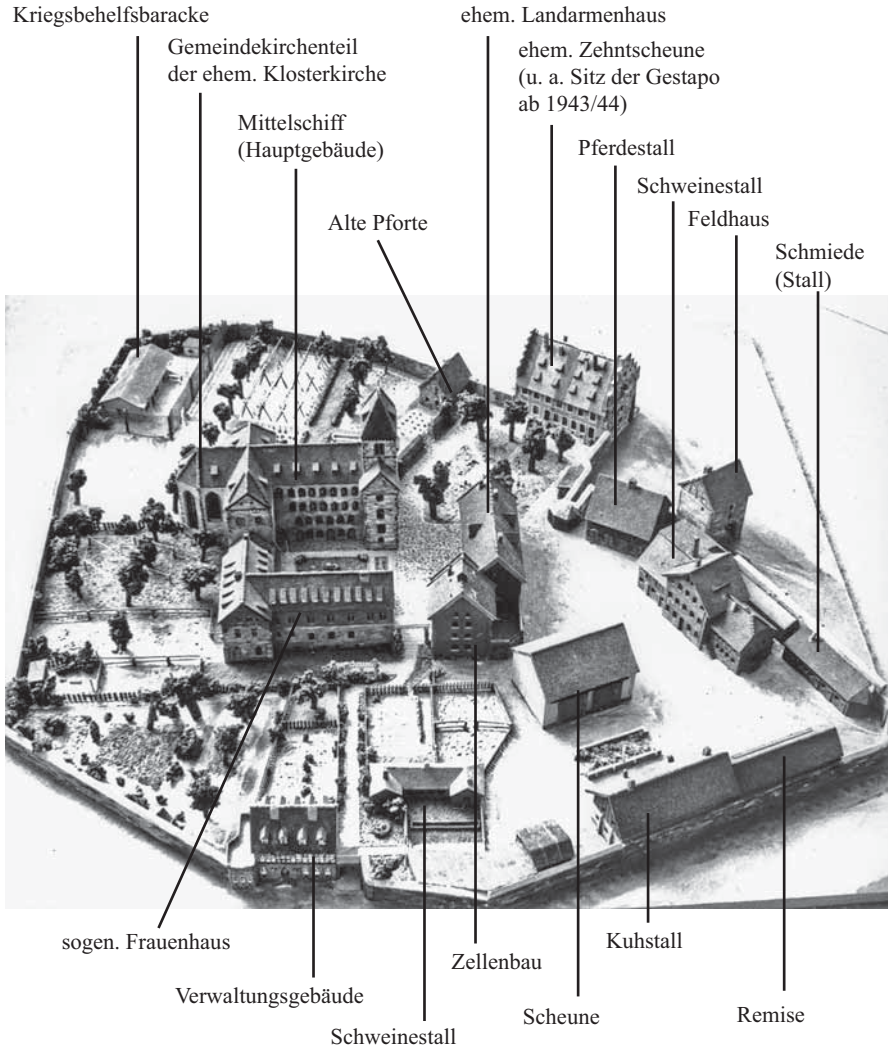 Kriegsbehelfsbaracke
ehem. Landarmenhaus
Gemeindekirchenteil
der ehem. Klosterkirche
ehem. Zehntscheune
(u. a. Sitz der Gestapo
ab 1943/44)
Mittelschiff
(Hauptgebäude)
Pferdestall
Schweinestall
Alte Pforte
Feldhaus
Schmiede
(Stall)
sogen. Frauenhaus
Kuhstall
Zellenbau
Verwaltungsgebäude
Scheune
Remise
Schweinestall